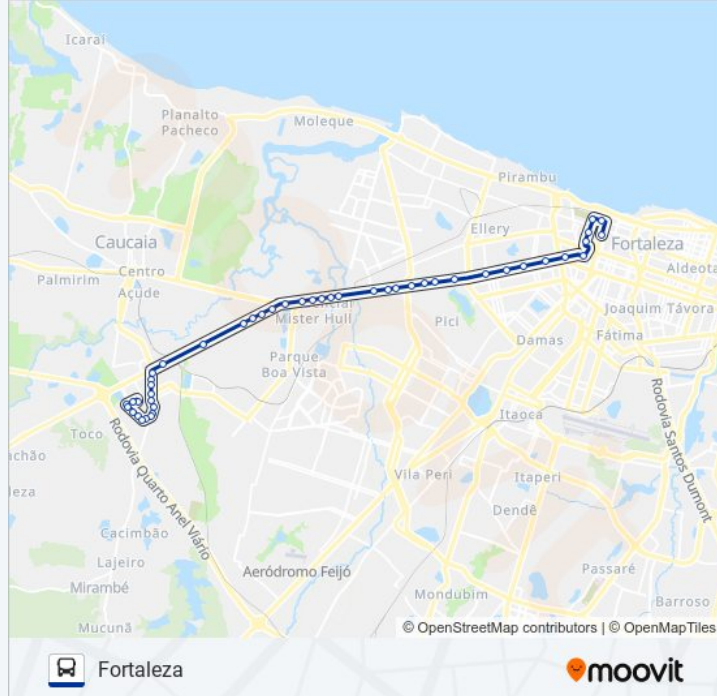 Icaraí
Planalto
Pacheco
Moleque
Pirambu
Ellery
Fortaleza
Caucaia
Aldeota
Palmirim
Centro
Açude
Mister Hull
Joaquim Távora
Pici
Fátima
Damas
Parque
Boa Vista
Itaoca
Toco
Rodovia Quarto Anel Viário
Rodovia Santos Dumont
Vila Peri
Itaperi
Dendê
Cacimbão
Lajeiro
Aeródromo Feijó
Passaré
Mirambé
Mondubim
Barroso
Mucunã
© OpenStreetMap contributors | © OpenMapTiles
Fortaleza
moovit